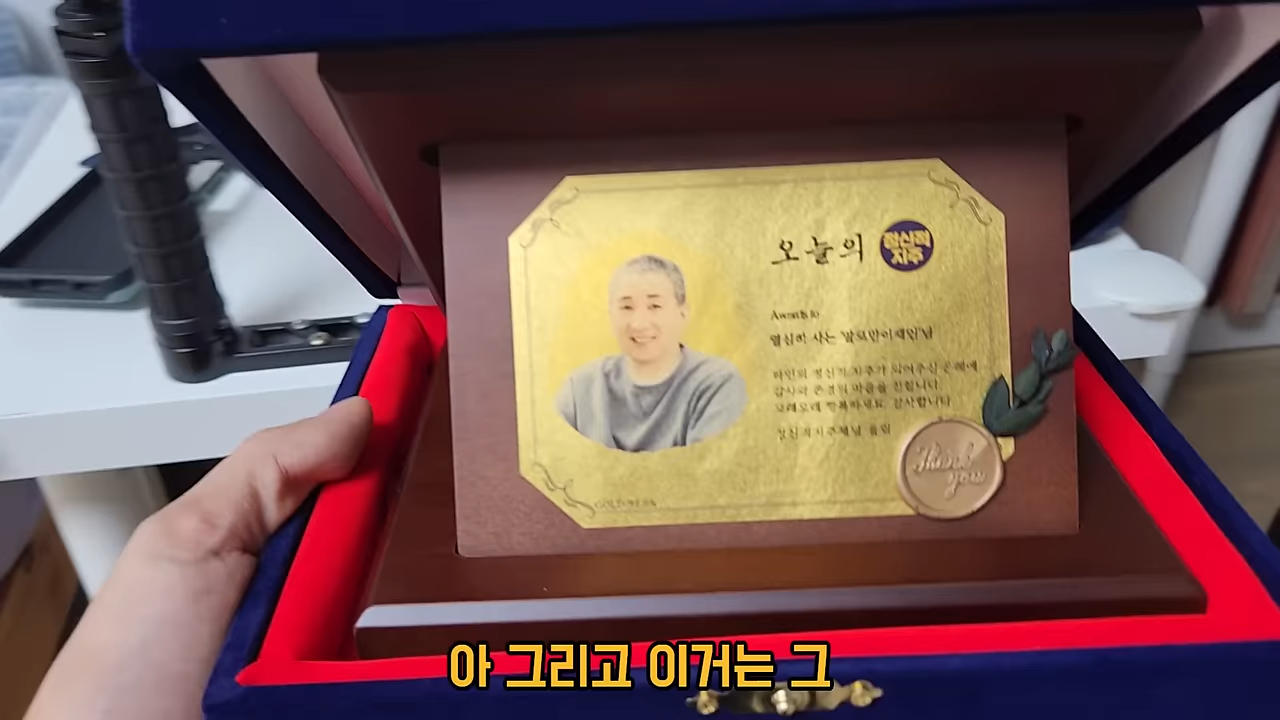 오늘의 정신적 지주
Awards to
열심히 사는 '말로만이해인'님
타인의 정신적 지주가 되어주신 은혜에
감사와 존경의 마음을 전합니다.
오래오래 행복하세요. 감사합니다
정신적지주채널 올림
Thank
you
아 그리고 이거는 그